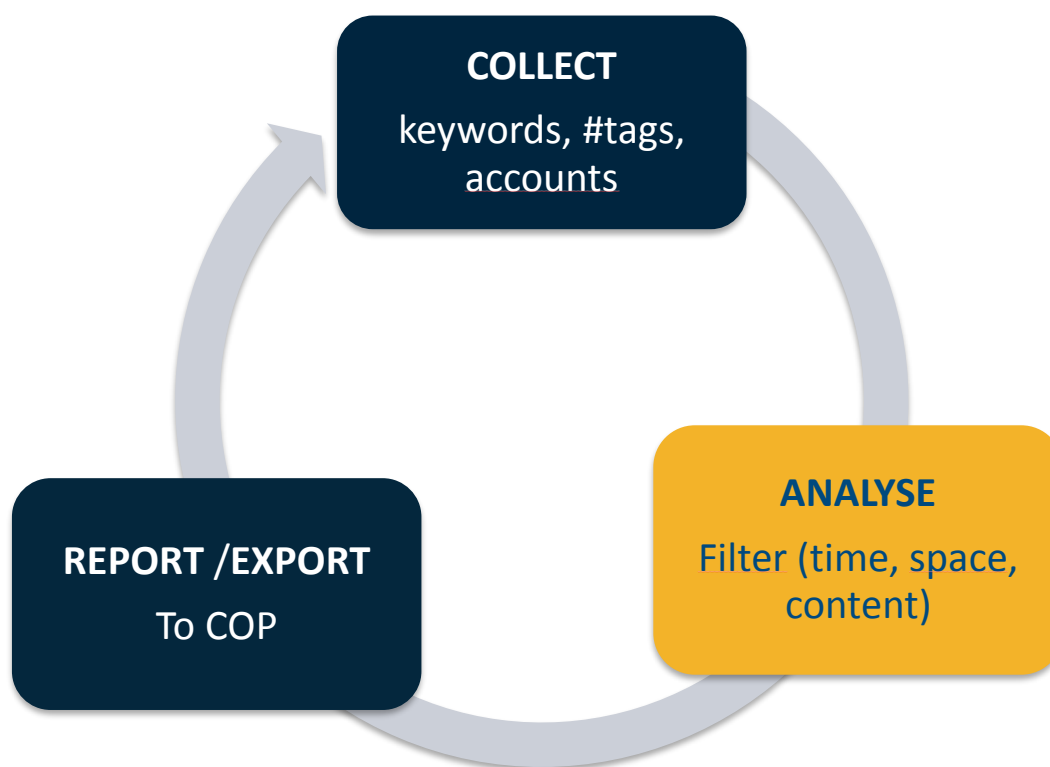 COLLECT
keywords, #tags,
accounts
ANALYSE
Filter (time, space,
content)
REPORT /EXPORT
To COP